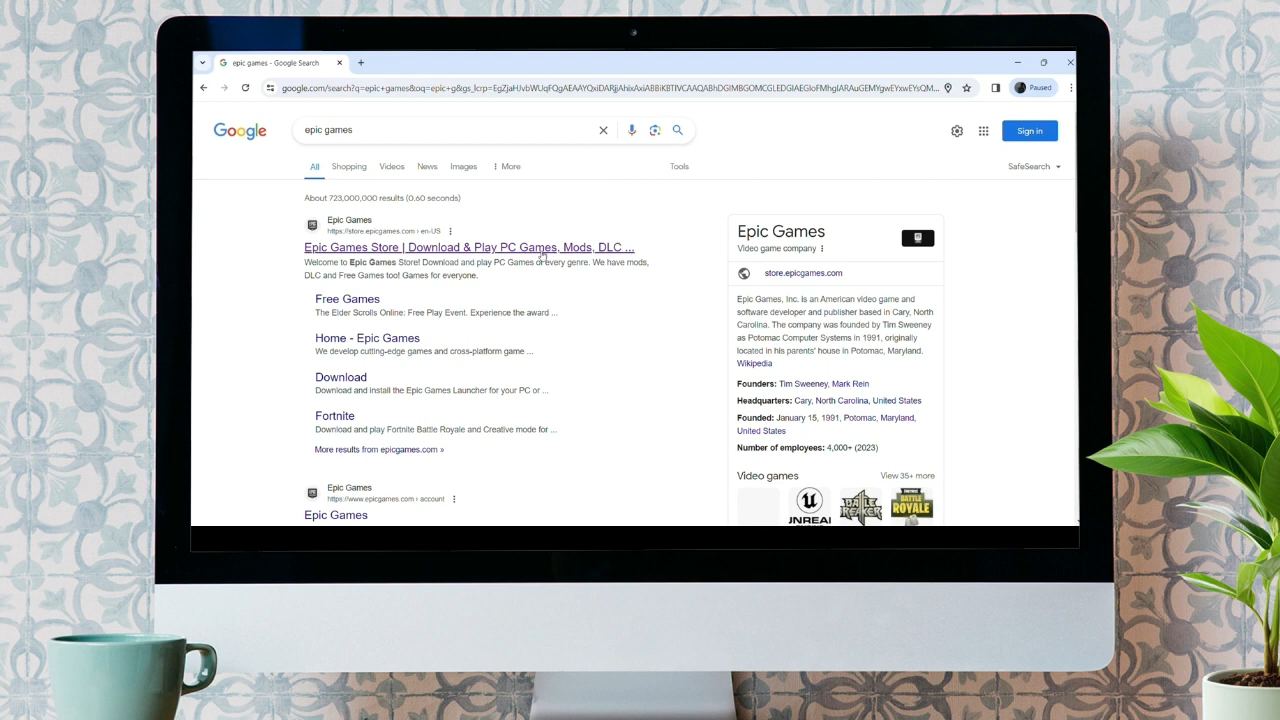 epic games - Google Search
Paused
Google
epic games
Sign in
All Shopping Videos News Images More Tools SafeSearch
About 723,000,000 results (0.60 seconds)
Epic Games
https://store.epicgames.com › en-US
Epic Games Store | Download & Play PC Games, Mods, DLC ...
Welcome to Epic Games Store! Download and play PC Games of every genre. We have mods,
DLC and Free Games too! Games for everyone.
Free Games
The Elder Scrolls Online: Free Play Event. Experience the award ...
Home - Epic Games
We develop cutting-edge games and cross-platform game ...
Download
Download and install the Epic Games Launcher for your PC or ...
Fortnite
Download and play Fortnite Battle Royale and Creative mode for ...
More results from epicgames.com »
Epic Games
https://www.epicgames.com › account
Epic Games
Epic Games
Video game company
store.epicgames.com
Epic Games, Inc. is an American video game and
software developer and publisher based in Cary, North
Carolina. The company was founded by Tim Sweeney
as Potomac Computer Systems in 1991, originally
located in his parents' house in Potomac, Maryland.
Wikipedia
Founders: Tim Sweeney, Mark Rein
Headquarters: Cary, North Carolina, United States
Founded: January 15, 1991, Potomac, Maryland,
United States
Number of employees: 4,000+ (2023)
Video games View 35+ more
UNREAL
BATTLE BREAKER
FORTNITE BATTLE ROYALE